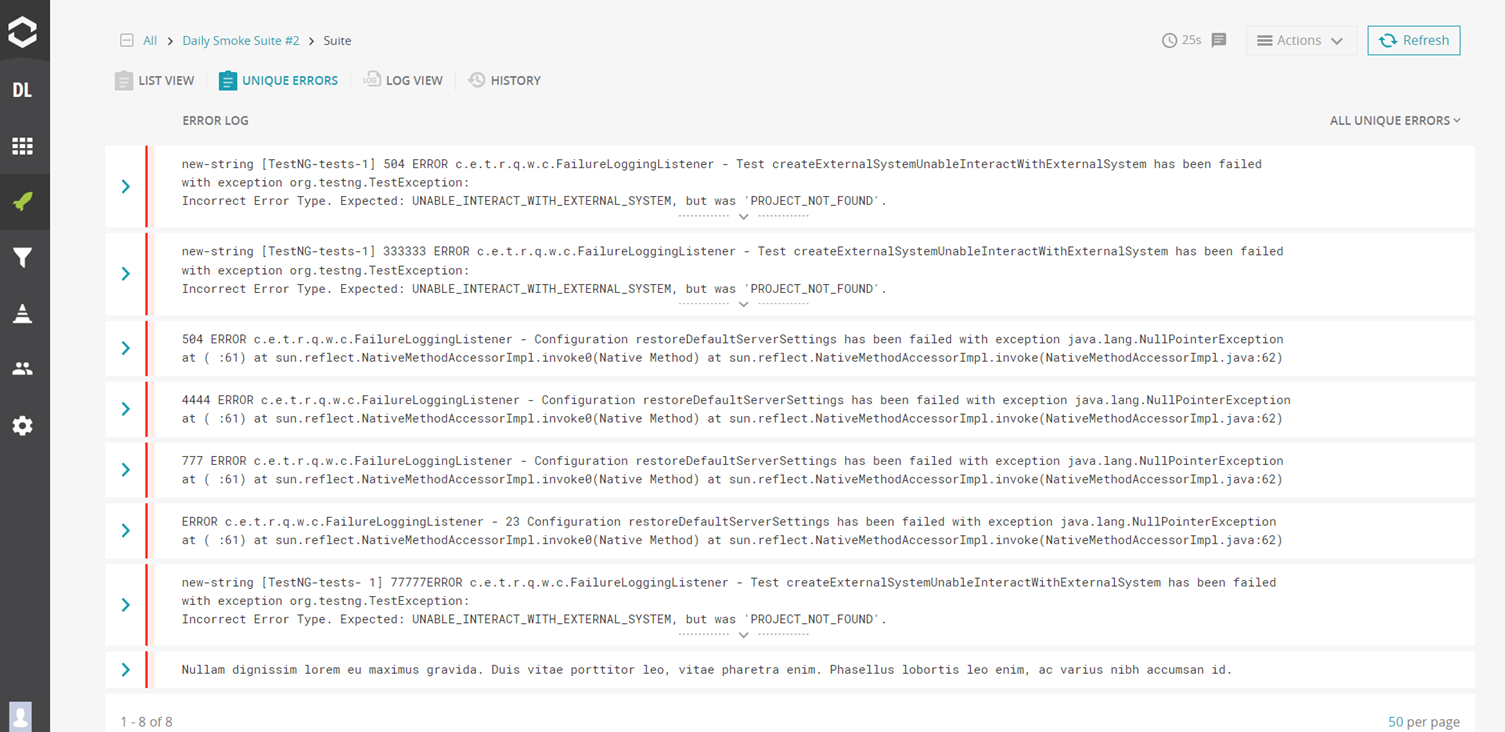 All > Daily Smoke Suite #2 > Suite
25s
Actions
Refresh
DL
LIST VIEW
UNIQUE ERRORS
LOG
LOG VIEW
HISTORY
ERROR LOG
ALL UNIQUE ERRORS
new-string [TestNG-tests-1] 504 ERROR c.e.t.r.q.w.c.FailureLoggingListener - Test createExternalSystemUnableInteractWithExternalSystem has been failed
with exception org.testng.TestException:
Incorrect Error Type. Expected: UNABLE_INTERACT_WITH_EXTERNAL_SYSTEM, but was 'PROJECT_NOT_FOUND'.
new-string [TestNG-tests-1] 333333 ERROR c.e.t.r.q.w.c.FailureLoggingListener - Test createExternalSystemUnableInteractWithExternalSystem has been failed
with exception org.testng.TestException:
Incorrect Error Type. Expected: UNABLE_INTERACT_WITH_EXTERNAL_SYSTEM, but was 'PROJECT_NOT_FOUND'.
504 ERROR c.e.t.r.q.w.c.FailureLoggingListener - Configuration restoreDefaultServerSettings has been failed with exception java.lang.NullPointerException
at ( :61) at sun.reflect.NativeMethodAccessorImpl.invoke0(Native Method) at sun.reflect.NativeMethodAccessorImpl.invoke(NativeMethodAccessorImpl.java:62)
4444 ERROR c.e.t.r.q.w.c.FailureLoggingListener - Configuration restoreDefaultServerSettings has been failed with exception java.lang.NullPointerException
at ( :61) at sun.reflect.NativeMethodAccessorImpl.invoke0(Native Method) at sun.reflect.NativeMethodAccessorImpl.invoke(NativeMethodAccessorImpl.java:62)
777 ERROR c.e.t.r.q.w.c.FailureLoggingListener - Configuration restoreDefaultServerSettings has been failed with exception java.lang.NullPointerException
at ( :61) at sun.reflect.NativeMethodAccessorImpl.invoke0(Native Method) at sun.reflect.NativeMethodAccessorImpl.invoke(NativeMethodAccessorImpl.java:62)
ERROR c.e.t.r.q.w.c.FailureLoggingListener - 23 Configuration restoreDefaultServerSettings has been failed with exception java.lang.NullPointerException
at ( :61) at sun.reflect.NativeMethodAccessorImpl.invoke0(Native Method) at sun.reflect.NativeMethodAccessorImpl.invoke(NativeMethodAccessorImpl.java:62)
new-string [TestNG-tests- 1] 77777ERROR c.e.t.r.q.w.c.FailureLoggingListener - Test createExternalSystemUnableInteractWithExternalSystem has been failed
with exception org.testng.TestException:
Incorrect Error Type. Expected: UNABLE_INTERACT_WITH_EXTERNAL_SYSTEM, but was 'PROJECT_NOT_FOUND'.
Nullam dignissim lorem eu maximus gravida. Duis vitae porttitor leo, vitae pharetra enim. Phasellus lobortis leo enim, ac varius nibh accumsan id.
1 - 8 of 8
50 per page